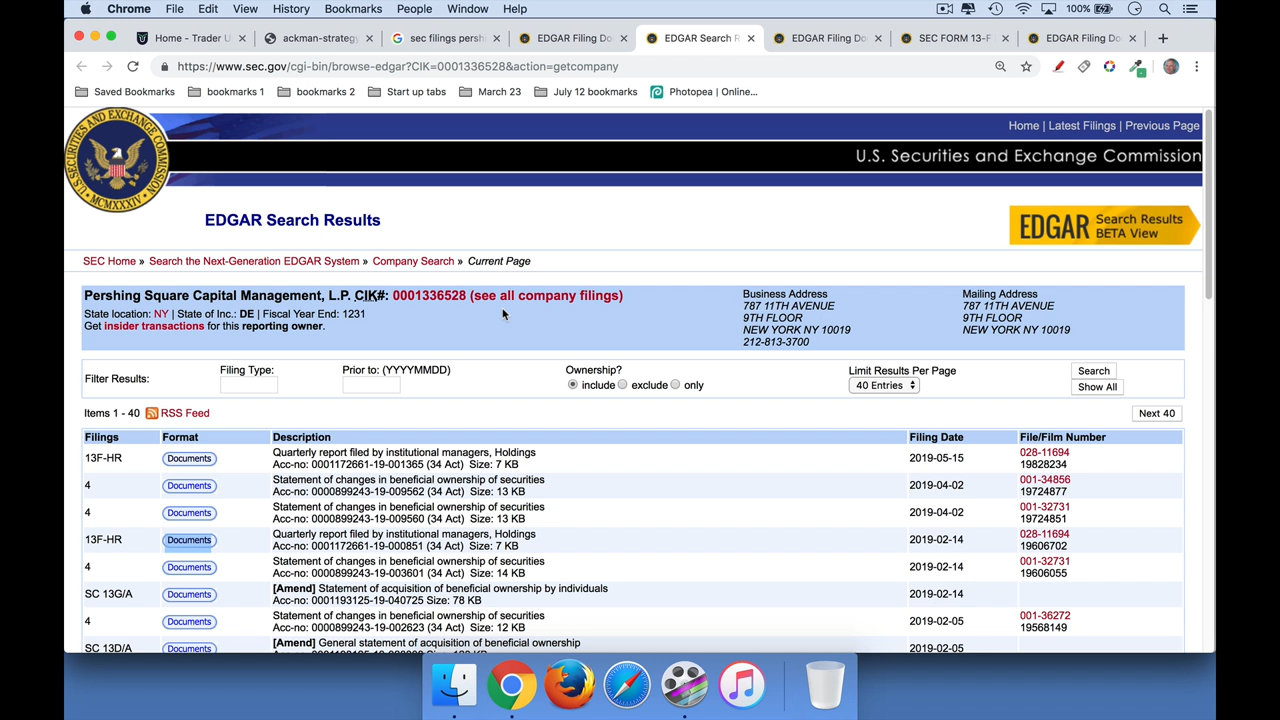 Chrome File Edit View History Bookmarks People Window Help 100%
Home - Trader U
ackman-strategy
sec filings persh
EDGAR Filing Do
EDGAR Search R
EDGAR Filing Do
SEC FORM 13-F
EDGAR Filing Do
https://www.sec.gov/cgi-bin/browse-edgar?CIK=0001336528&action=getcompany
Saved Bookmarks bookmarks 1 bookmarks 2 Start up tabs March 23 July 12 bookmarks Photopea | Online...
Home | Latest Filings | Previous Page
U.S. Securities and Exchange Commission
SECURITIES AND EXCHANGE COMMISSION
U.S.
MCMXXXIV
EDGAR Search Results
EDGAR Search Results
BETA View
SEC Home » Search the Next-Generation EDGAR System » Company Search » Current Page
Pershing Square Capital Management, L.P. CIK#: 0001336528 (see all company filings)
State location: NY | State of Inc.: DE | Fiscal Year End: 1231
Get insider transactions for this reporting owner.
Business Address
787 11TH AVENUE
9TH FLOOR
NEW YORK NY 10019
212-813-3700
Mailing Address
787 11TH AVENUE
9TH FLOOR
NEW YORK NY 10019
Filter Results:
Filing Type:
Prior to: (YYYYMMDD)
Ownership?
include exclude only
Limit Results Per Page
40 Entries
Search
Show All
Items 1 - 40 RSS Feed
Next 40
Filings Format Description Filing Date File/Film Number
13F-HR Documents Quarterly report filed by institutional managers, Holdings 2019-05-15 028-11694
Acc-no: 0001172661-19-001365 (34 Act) Size: 7 KB 19828234
4 Documents Statement of changes in beneficial ownership of securities 2019-04-02 001-34856
Acc-no: 0000899243-19-009562 (34 Act) Size: 13 KB 19724877
4 Documents Statement of changes in beneficial ownership of securities 2019-04-02 001-32731
Acc-no: 0000899243-19-009560 (34 Act) Size: 13 KB 19724851
13F-HR Documents Quarterly report filed by institutional managers, Holdings 2019-02-14 028-11694
Acc-no: 0001172661-19-000851 (34 Act) Size: 7 KB 19606702
4 Documents Statement of changes in beneficial ownership of securities 2019-02-14 001-32731
Acc-no: 0000899243-19-003601 (34 Act) Size: 14 KB 19606055
SC 13G/A Documents [Amend] Statement of acquisition of beneficial ownership by individuals 2019-02-14
Acc-no: 0001193125-19-040725 Size: 78 KB
4 Documents Statement of changes in beneficial ownership of securities 2019-02-05 001-36272
Acc-no: 0000899243-19-002623 (34 Act) Size: 12 KB 19568149
SC 13D/A Documents [Amend] General statement of acquisition of beneficial ownership 2019-02-05